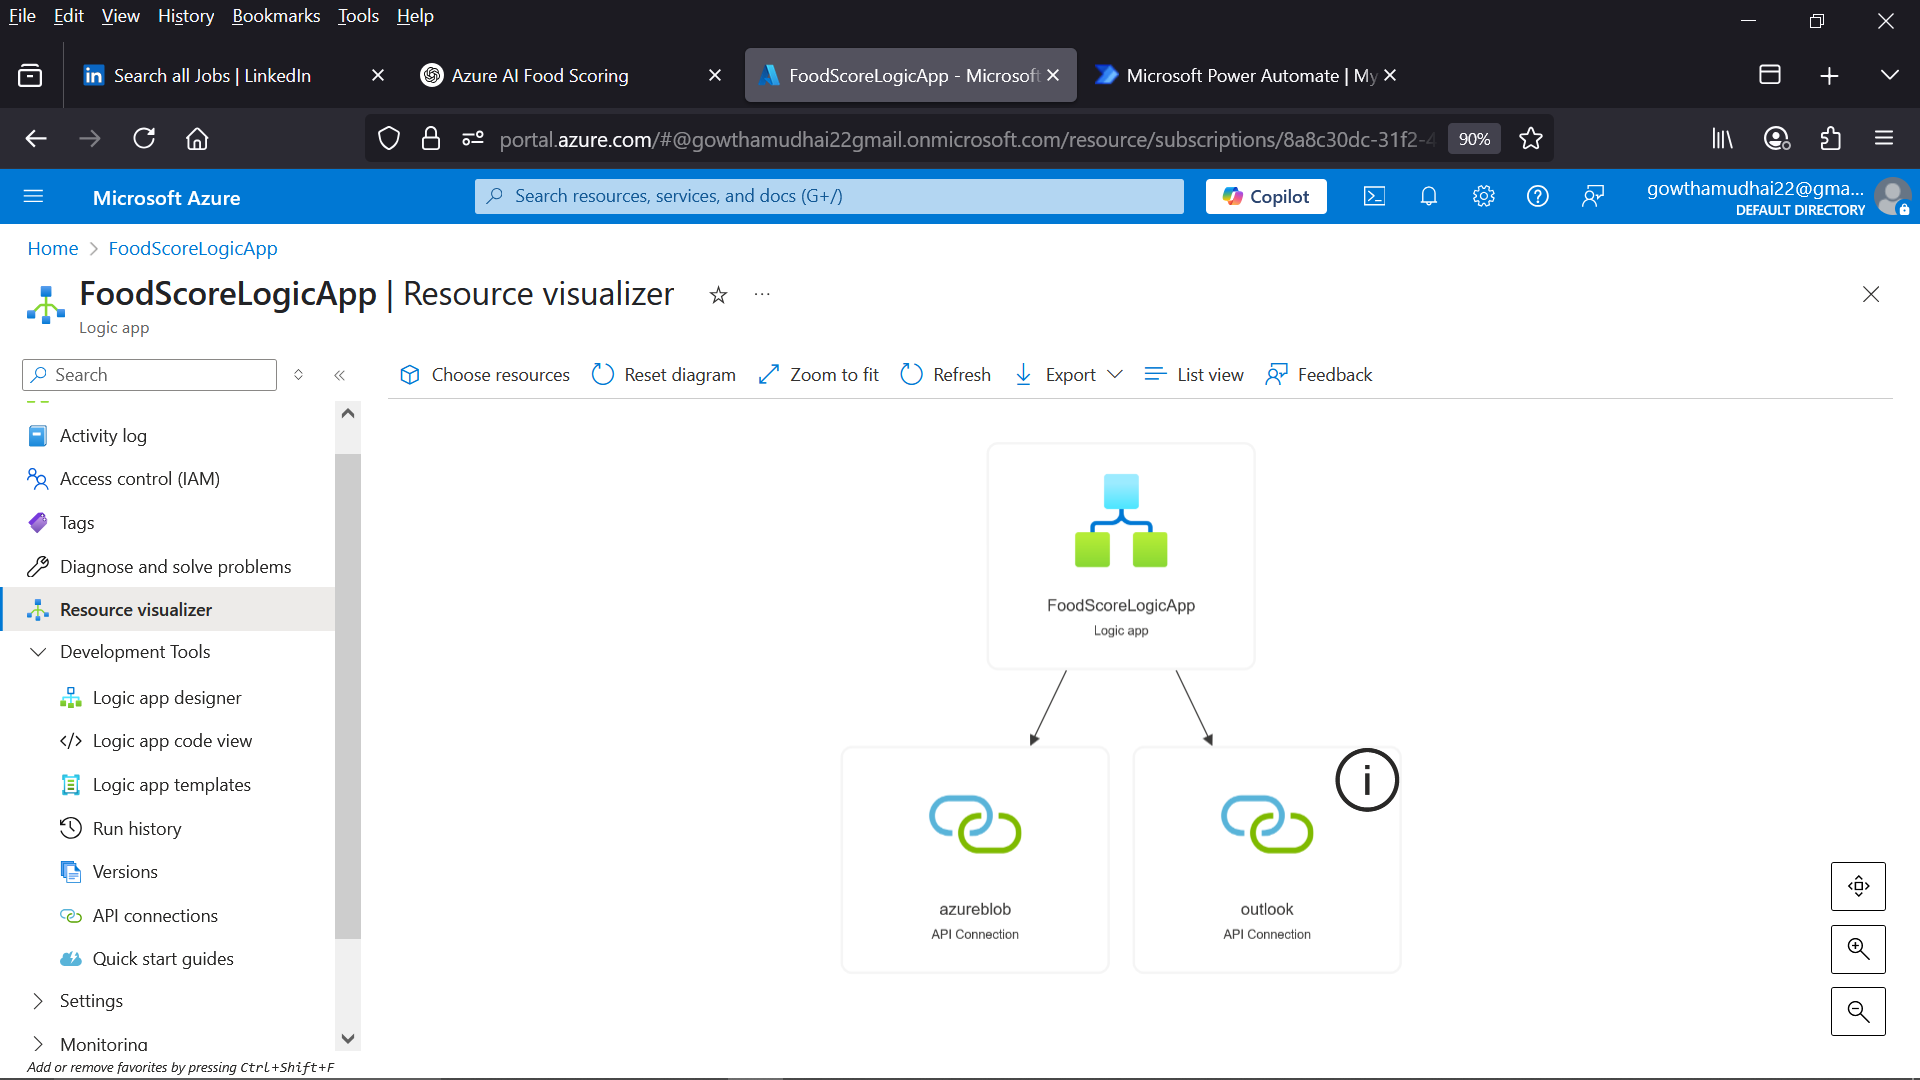 File Edit View History Bookmarks Tools Help
Search all Jobs | LinkedIn
Azure AI Food Scoring
FoodScoreLogicApp - Microsoft
Microsoft Power Automate | My
portal.azure.com/#@gowthamudhai22gmail.onmicrosoft.com/resource/subscriptions/8a8c30dc-31f2-4
90%
Microsoft Azure
Search resources, services, and docs (G+/)
Copilot
gowthamudhai22@gma...
DEFAULT DIRECTORY
Home > FoodScoreLogicApp
FoodScoreLogicApp | Resource visualizer
Logic app
Search
Choose resources
Reset diagram
Zoom to fit
Refresh
Export
List view
Feedback
Activity log
Access control (IAM)
Tags
Diagnose and solve problems
Resource visualizer
Development Tools
Logic app designer
Logic app code view
Logic app templates
Run history
Versions
API connections
Quick start guides
Settings
Monitoring
Add or remove favorites by pressing Ctrl+Shift+F
FoodScoreLogicApp
Logic app
azureblob
API Connection
outlook
API Connection